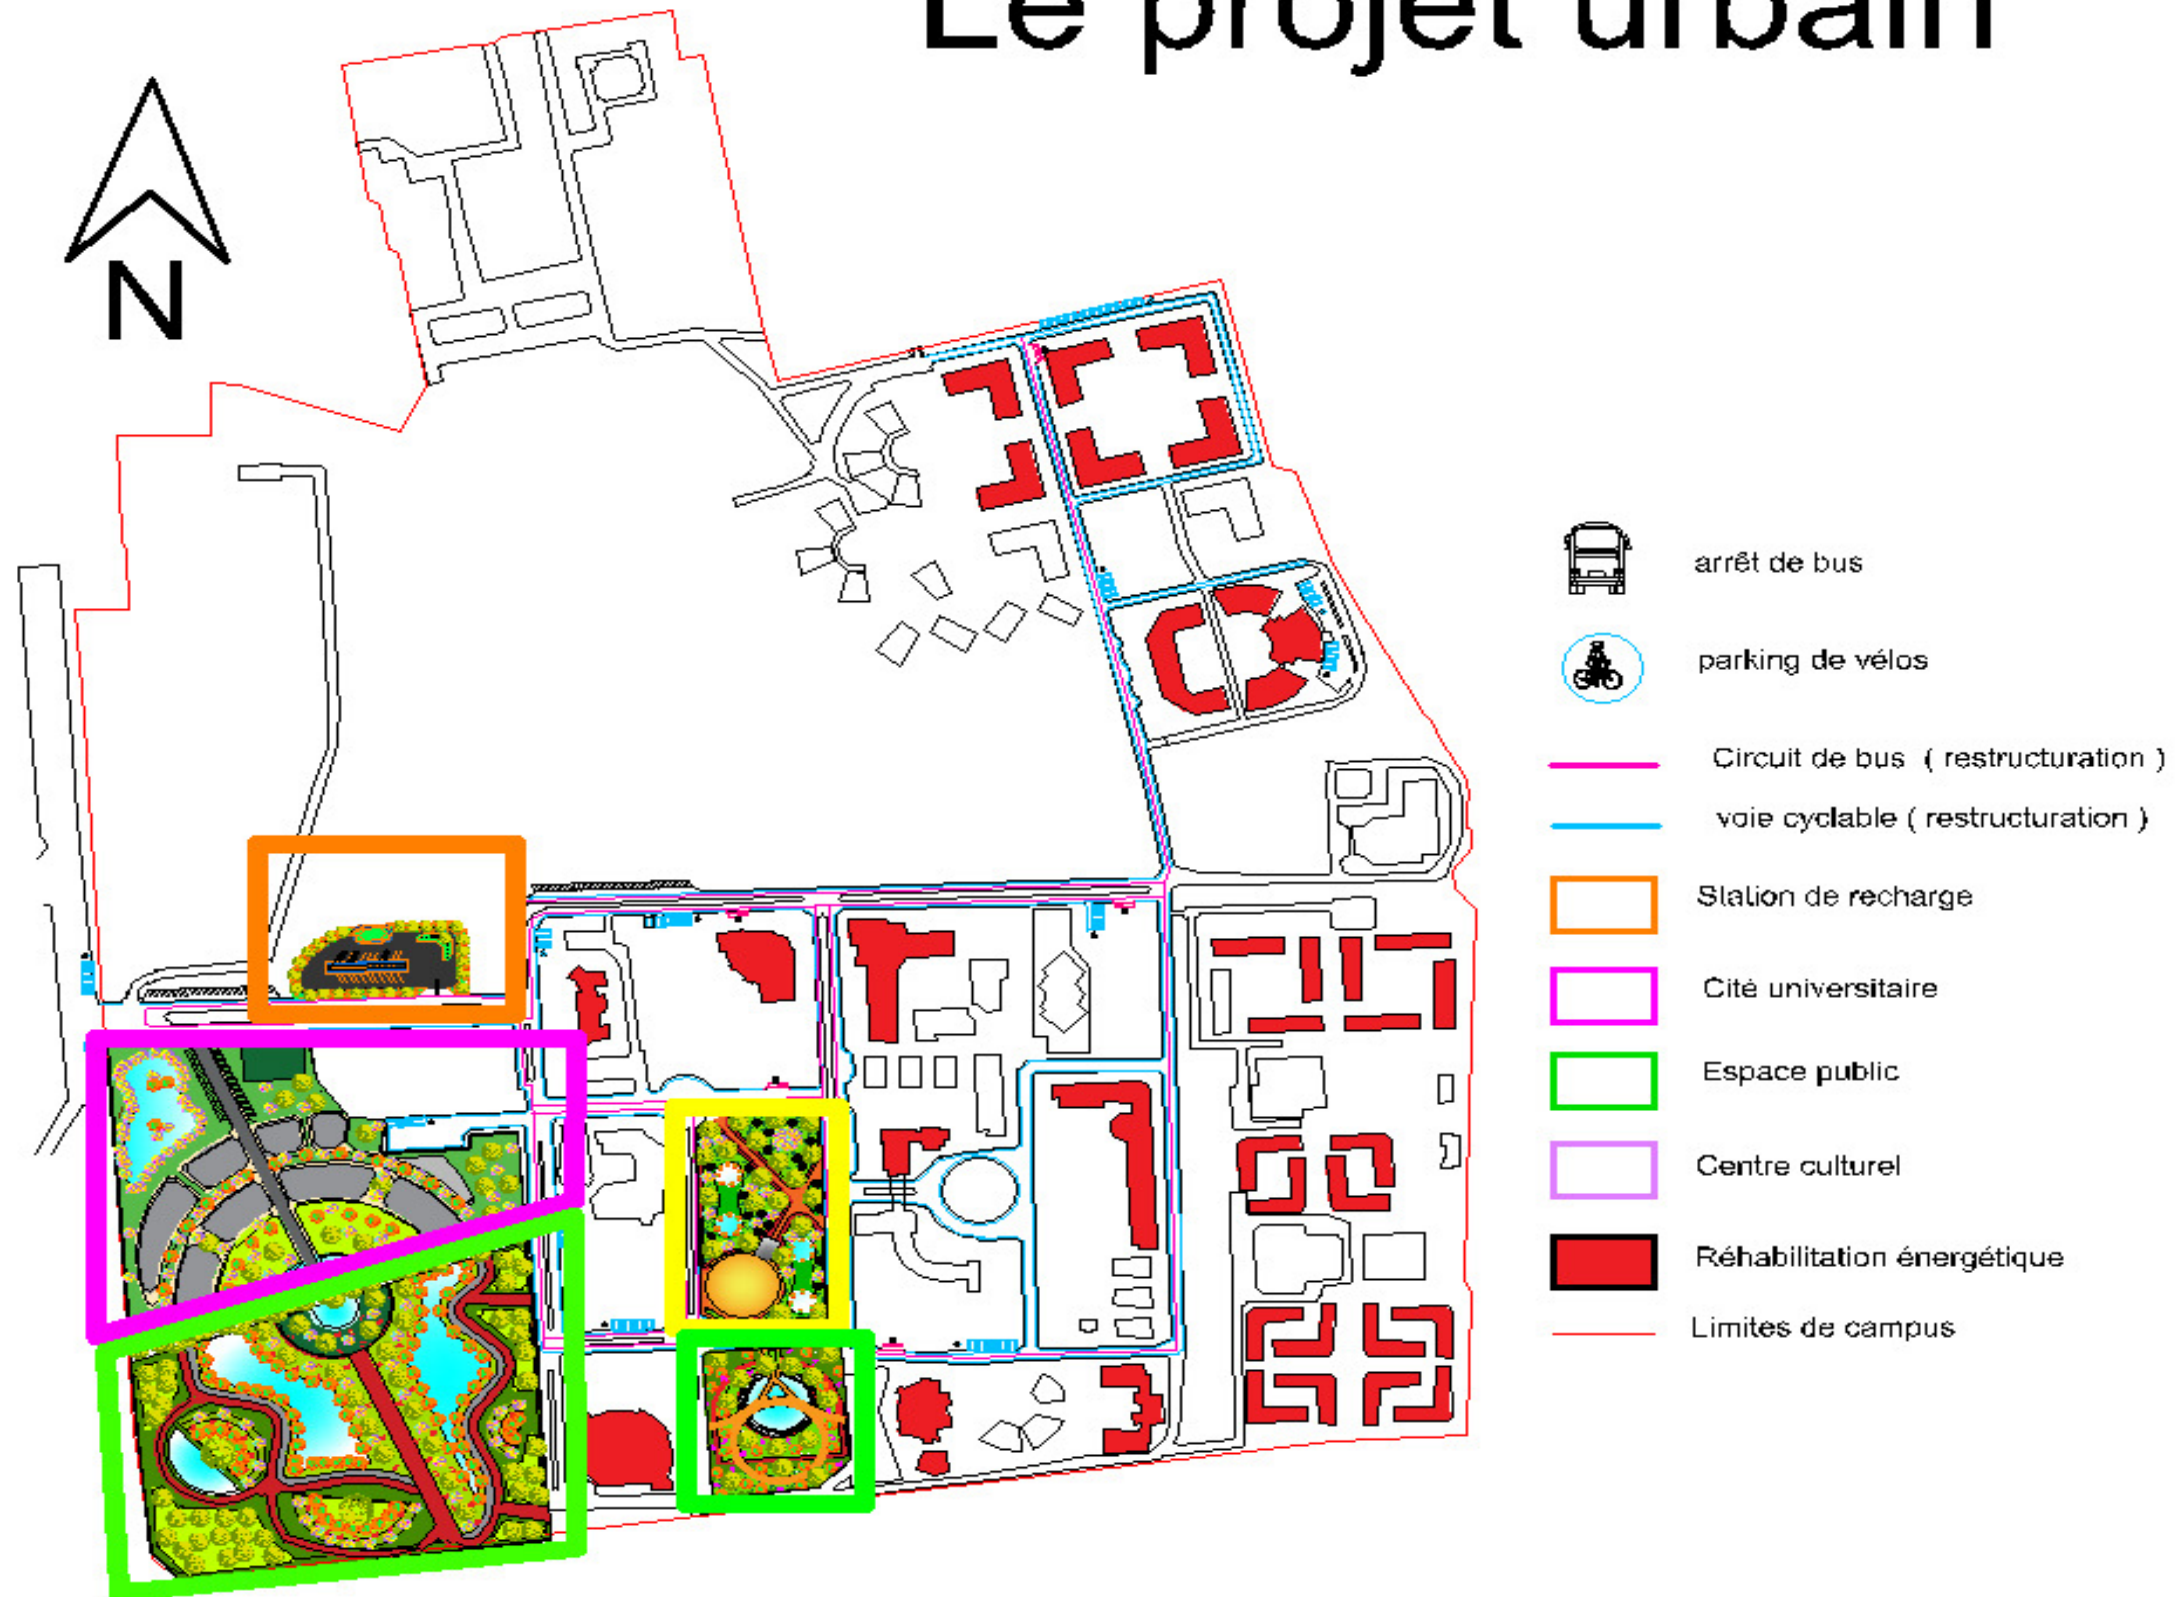 Le projet urbain
N
arrêt de bus
parking de vélos
Circuit de bus ( restructuration )
voie cyclable ( restructuration )
Station de recharge
Cité universitaire
Espace public
Centre culturel
Réhabilitation énergétique
Limites de campus